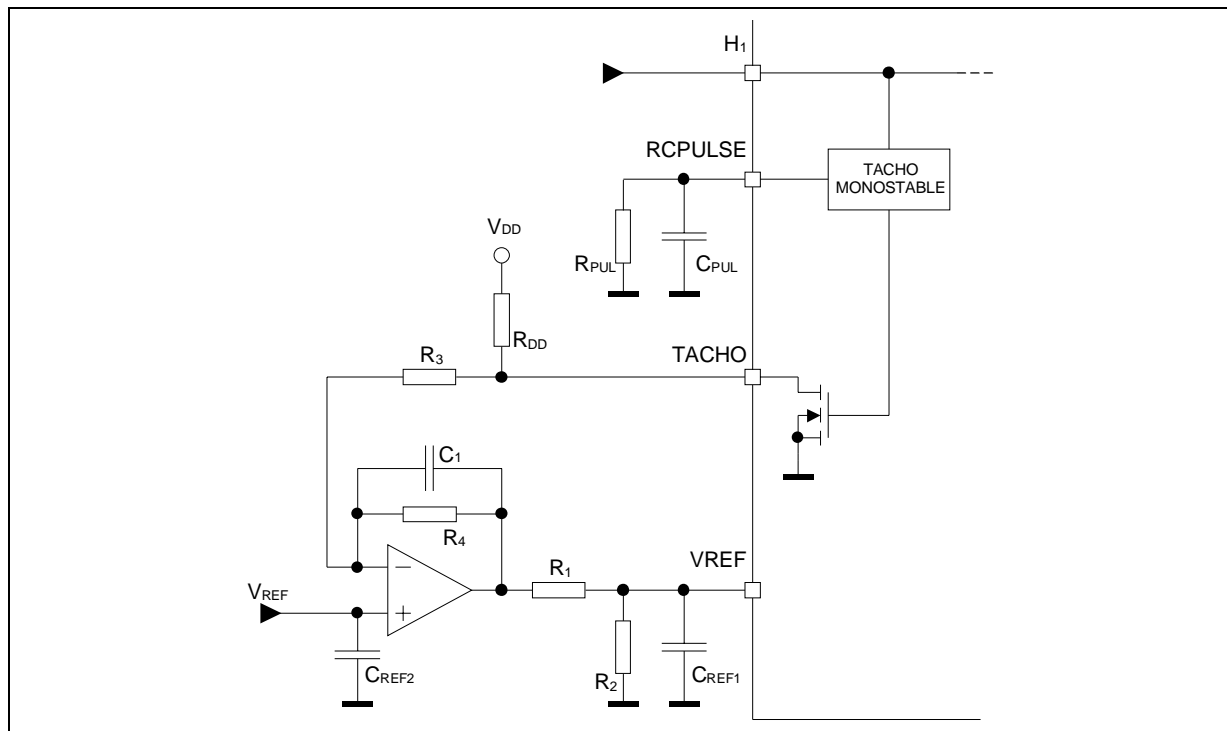 H1
RCPULSE
TACHO
MONOSTABLE
VDD
RPUL
CPUL
RDD
R3
TACHO
C1
R4
VREF
R1
VREF
−
+
CREF2
R2
CREF1